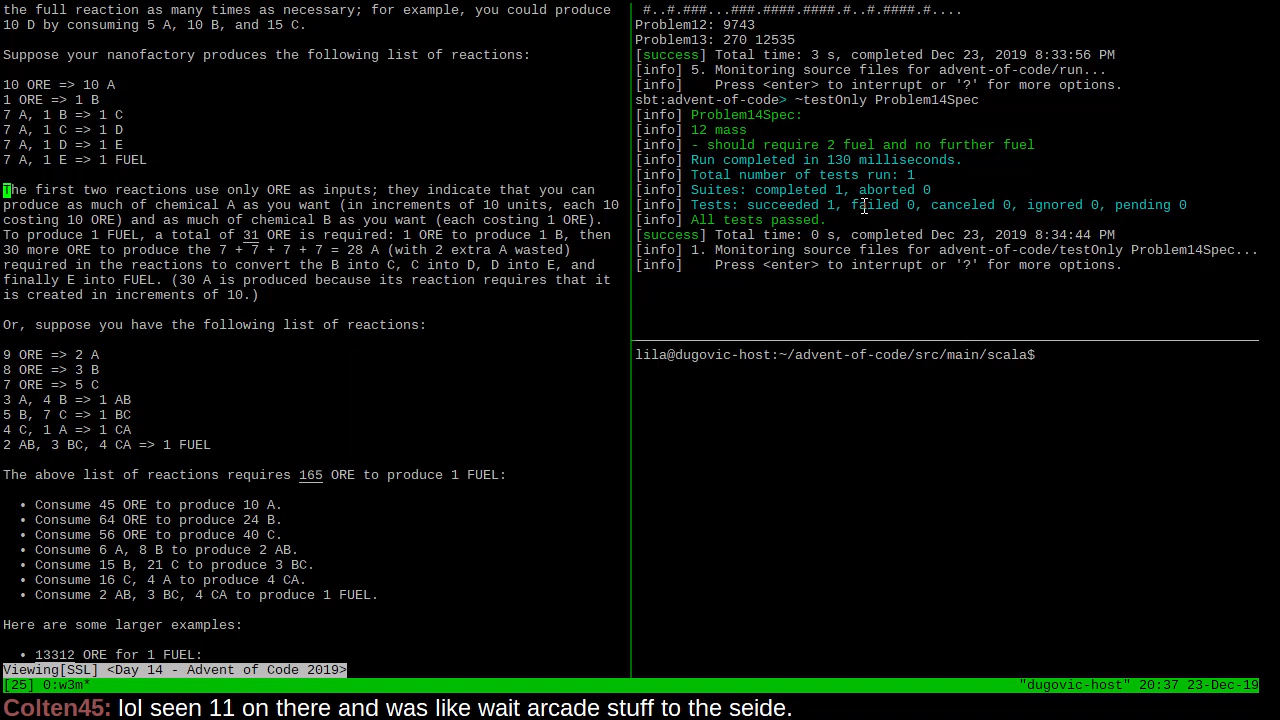 the full reaction as many times as necessary; for example, you could produce
10 D by consuming 5 A, 10 B, and 15 C.
Suppose your nanofactory produces the following list of reactions:
10 ORE => 10 A
1 ORE => 1 B
7 A, 1 B => 1 C
7 A, 1 C => 1 D
7 A, 1 D => 1 E
7 A, 1 E => 1 FUEL
The first two reactions use only ORE as inputs; they indicate that you can
produce as much of chemical A as you want (in increments of 10 units, each 10
costing 10 ORE) and as much of chemical B as you want (each costing 1 ORE).
To produce 1 FUEL, a total of 31 ORE is required: 1 ORE to produce 1 B, then
30 more ORE to produce the 7 + 7 + 7 + 7 = 28 A (with 2 extra A wasted)
required in the reactions to convert the B into C, C into D, D into E, and
finally E into FUEL. (30 A is produced because its reaction requires that it
is created in increments of 10.)
Or, suppose you have the following list of reactions:
9 ORE => 2 A
8 ORE => 3 B
7 ORE => 5 C
3 A, 4 B => 1 AB
5 B, 7 C => 1 BC
4 C, 1 A => 1 CA
2 AB, 3 BC, 4 CA => 1 FUEL
The above list of reactions requires 165 ORE to produce 1 FUEL:
• Consume 45 ORE to produce 10 A.
• Consume 64 ORE to produce 24 B.
• Consume 56 ORE to produce 40 C.
• Consume 6 A, 8 B to produce 2 AB.
• Consume 15 B, 21 C to produce 3 BC.
• Consume 16 C, 4 A to produce 4 CA.
• Consume 2 AB, 3 BC, 4 CA to produce 1 FUEL.
Here are some larger examples:
• 13312 ORE for 1 FUEL:
Viewing[SSL] <Day 14 - Advent of Code 2019>
#..#.###...###.####.####.#..#.####.#....
Problem12: 9743
Problem13: 270 12535
[success] Total time: 3 s, completed Dec 23, 2019 8:33:56 PM
[info] 5. Monitoring source files for advent-of-code/run...
[info]    Press <enter> to interrupt or '?' for more options.
sbt:advent-of-code> ~testOnly Problem14Spec
[info] Problem14Spec:
[info] 12 mass
[info] - should require 2 fuel and no further fuel
[info] Run completed in 130 milliseconds.
[info] Total number of tests run: 1
[info] Suites: completed 1, aborted 0
[info] Tests: succeeded 1, failed 0, canceled 0, ignored 0, pending 0
[info] All tests passed.
[success] Total time: 0 s, completed Dec 23, 2019 8:34:44 PM
[info] 1. Monitoring source files for advent-of-code/testOnly Problem14Spec...
[info]    Press <enter> to interrupt or '?' for more options.
lila@dugovic-host:~/advent-of-code/src/main/scala$
[25] 0:w3m* "dugovic-host" 20:37 23-Dec-19
Colten45: lol seen 11 on there and was like wait arcade stuff to the seide.